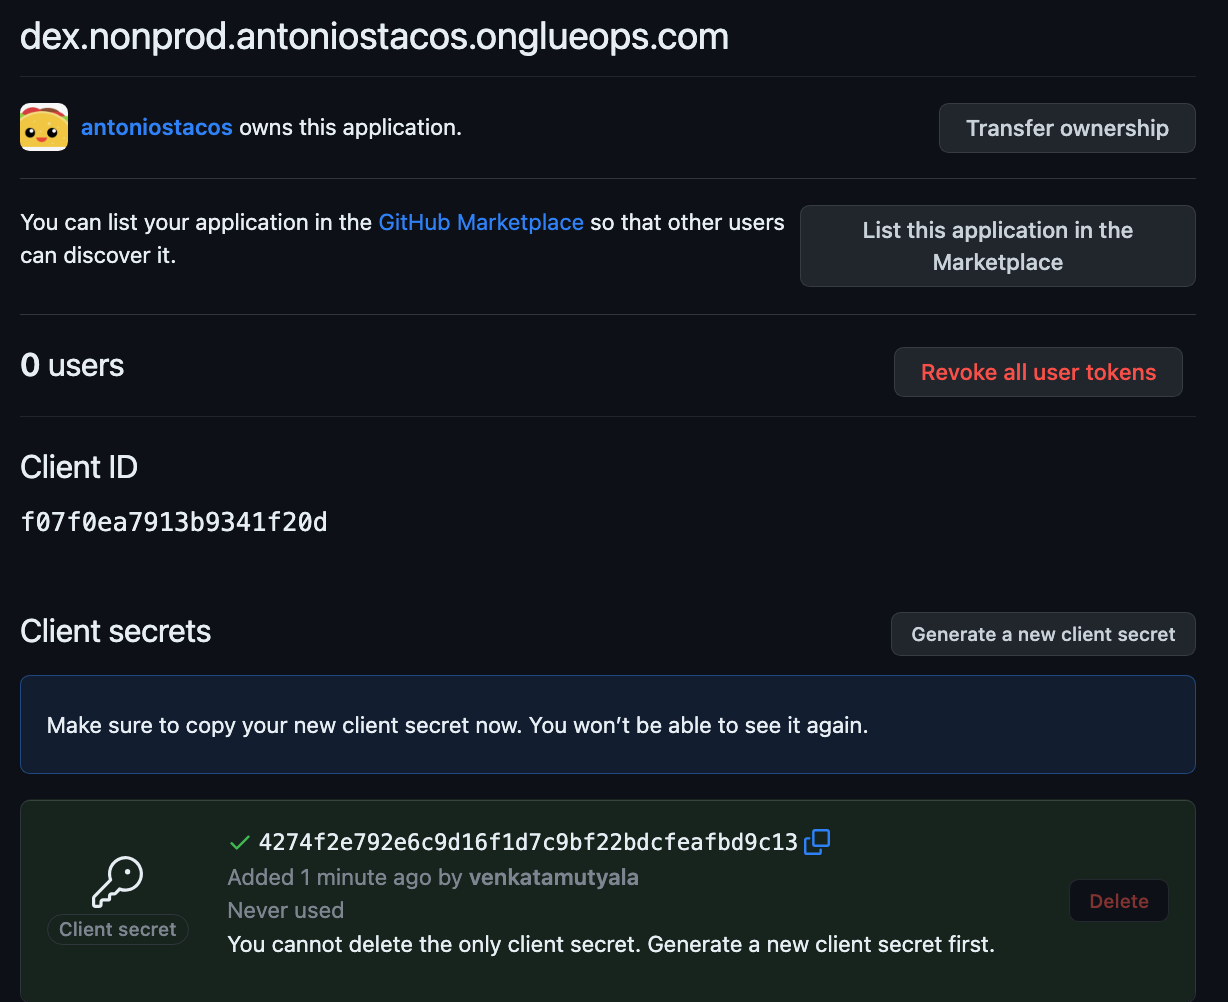 dex.nonprod.antoniostacos.onglueops.com
antoniostacos owns this application.
Transfer ownership
You can list your application in the GitHub Marketplace so that other users
can discover it.
List this application in the
Marketplace
0 users
Revoke all user tokens
Client ID
f07f0ea7913b9341f20d
Client secrets
Generate a new client secret
Make sure to copy your new client secret now. You won’t be able to see it again.
4274f2e792e6c9d16f1d7c9bf22bdcfeafbd9c13
Added 1 minute ago by venkatamutyala
Never used
You cannot delete the only client secret. Generate a new client secret first.
Client secret
Delete